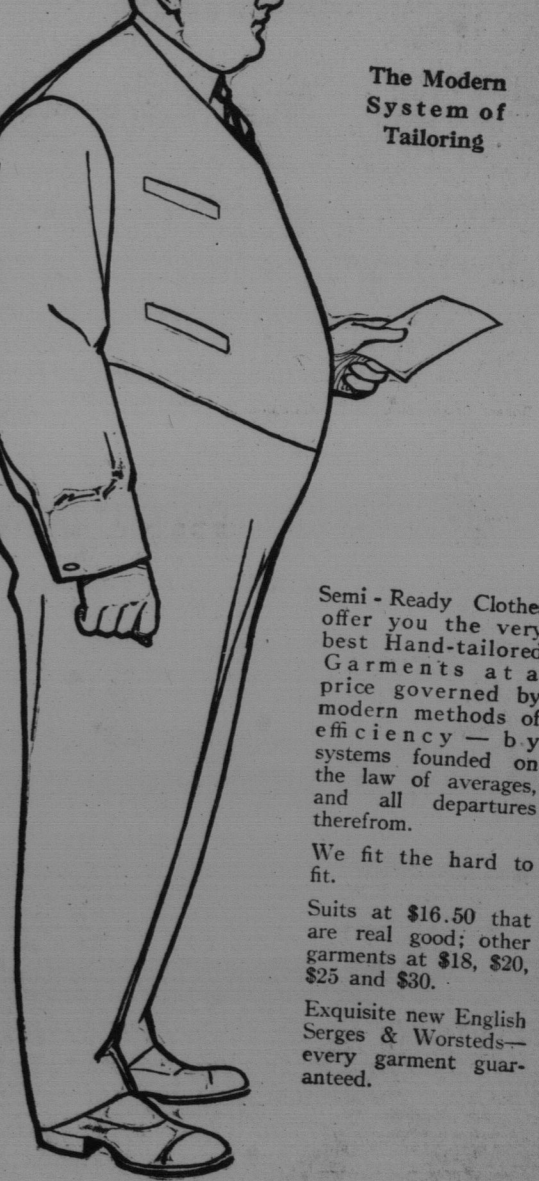 The Modern
System of
Tailoring
Semi - Ready Clothe
offer you the very
best Hand-tailored
Garments at a
price governed by
modern methods of
efficiency — by
systems founded on
the law of averages,
and all departures
therefrom.
We fit the hard to
fit.
Suits at $16.50 that
are real good; other
garments at $18, $20,
$25 and $30.
Exquisite new English
Serges & Worsteds—
every garment guar-
anteed.